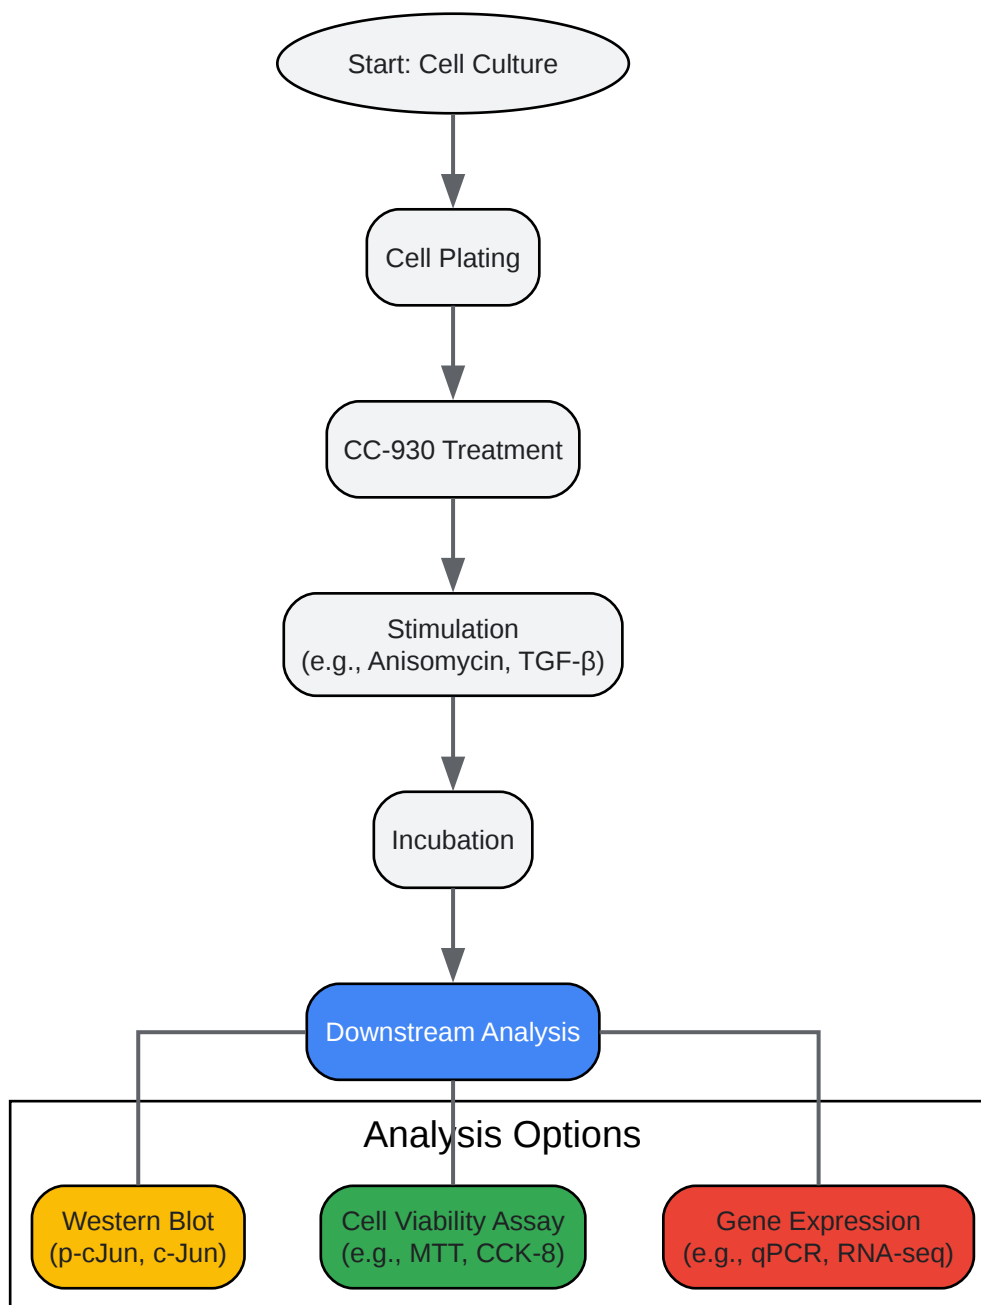 Start: Cell Culture
Cell Plating
CC-930 Treatment
Stimulation
(e.g., Anisomycin, TGF-β)
Incubation
Downstream Analysis
Analysis Options
Western Blot
(p-cJun, c-Jun)
Cell Viability Assay
(e.g., MTT, CCK-8)
Gene Expression
(e.g., qPCR, RNA-seq)